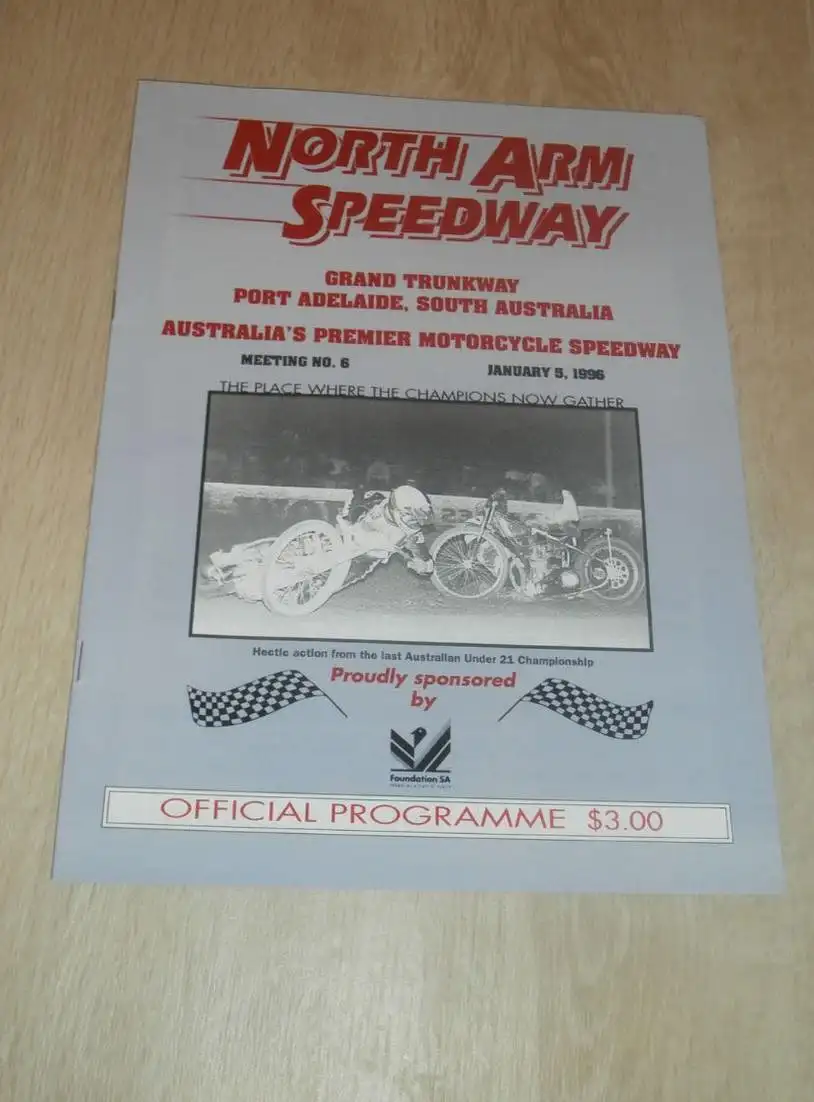 NORTH ARM
SPEEDWAY
GRAND TRUNKWAY
PORT ADELAIDE, SOUTH AUSTRALIA
AUSTRALIA'S PREMIER MOTORCYCLE SPEEDWAY
MEETING NO. 6 JANUARY 5, 1996
THE PLACE WHERE THE CHAMPIONS NOW GATHER
Hectic action from the last Australian Under 21 Championship
Proudly sponsored
by
Foundation SA
OFFICIAL PROGRAMME $3.00